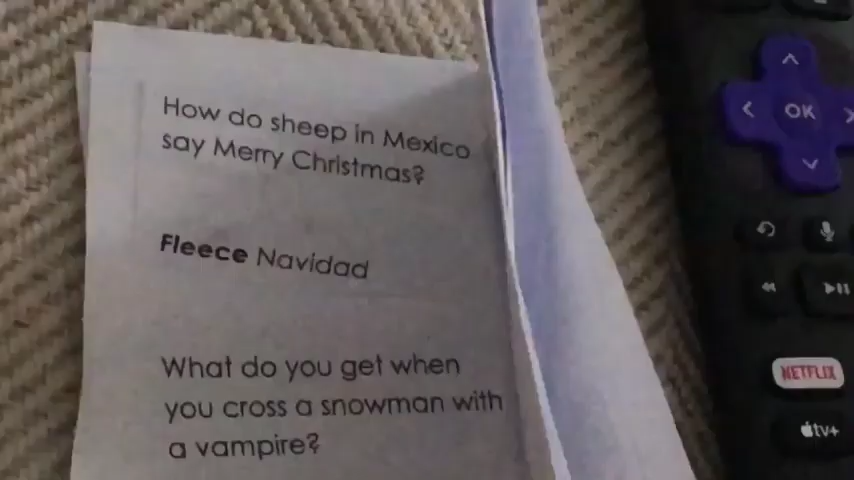 How do sheep in Mexico
say Merry Christmas?
Fleece Navidad
What do you get when
you cross a snowman with
a vampire?
OK
NETFLIX
tv+